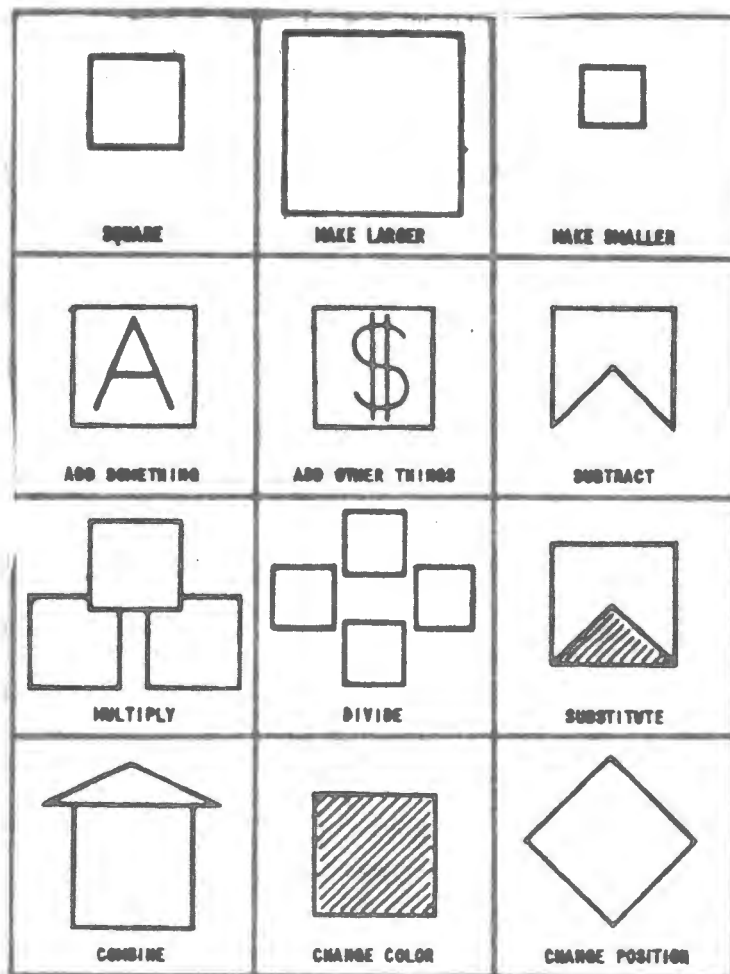 SQUARE
MAKE LARGER
MAKE SMALLER
A
$
ADD SOMETHING
ADD OTHER THINGS
SUBTRACT
MULTIPLY
DIVIDE
SUBSTITUTE
COMBINE
CHANGE COLOR
CHANGE POSITION